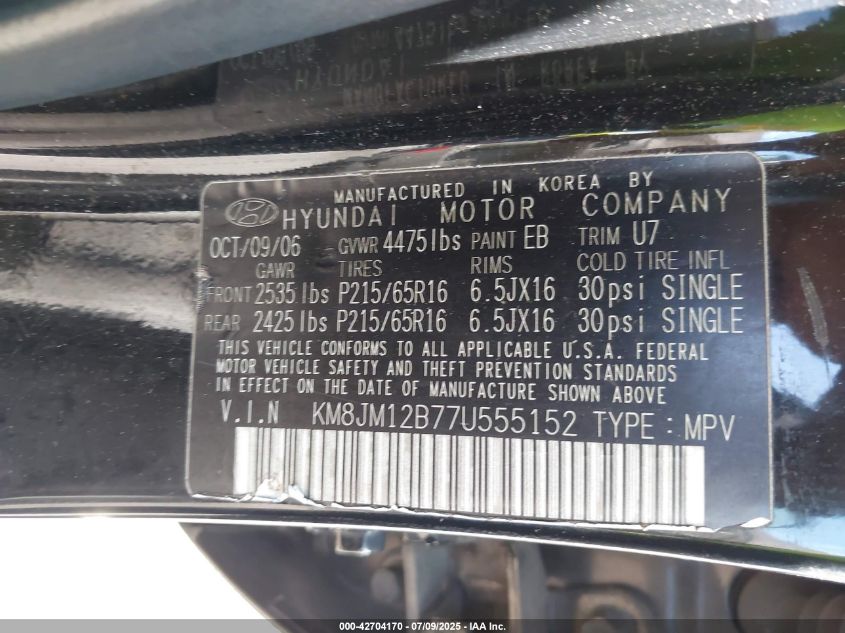 MANUFACTURED IN KOREA BY
HYUNDAI MOTOR COMPANY
OCT/09/06 GVWR 4475lbs PAINT EB TRIM U7
GAWR TIRES RIMS COLD TIRE INFL
FRONT 2535lbs P215/65R16 6.5JX16 30psi SINGLE
REAR 2425lbs P215/65R16 6.5JX16 30psi SINGLE
THIS VEHICLE CONFORMS TO ALL APPLICABLE U.S.A. FEDERAL
MOTOR VEHICLE SAFETY AND THEFT PREVENTION STANDARDS
IN EFFECT ON THE DATE OF MANUFACTURE SHOWN ABOVE
V.I.N KM8JM12B77U555152 TYPE : MPV
000-42704170 - 07/09/2025 - WWW.IAAI.COM